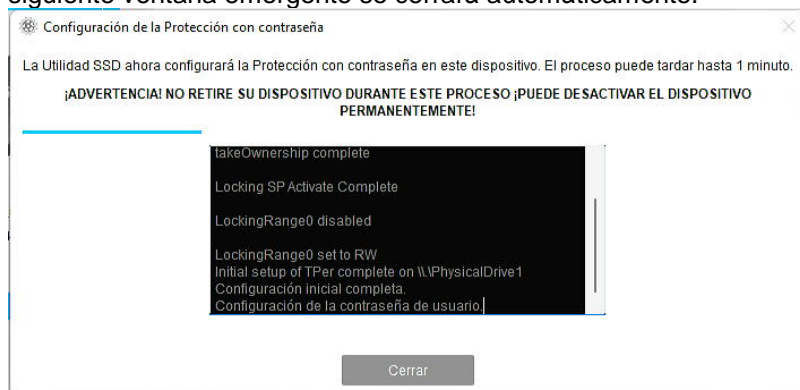 siguiente ventana emergente se cerrará automáticamente.
Configuración de la Protección con contraseña
La Utilidad SSD ahora configurará la Protección con contraseña en este dispositivo. El proceso puede tardar hasta 1 minuto.
¡ADVERTENCIA! NO RETIRE SU DISPOSITIVO DURANTE ESTE PROCESO ¡PUEDE DESACTIVAR EL DISPOSITIVO
PERMANENTEMENTE!
takeOwnership complete
Locking SP Activate Complete
LockingRange0 disabled
LockingRange0 set to RW
Initial setup of TPer complete on \\.\PhysicalDrive1
Configuración inicial completa.
Configuración de la contraseña de usuario.
Cerrar